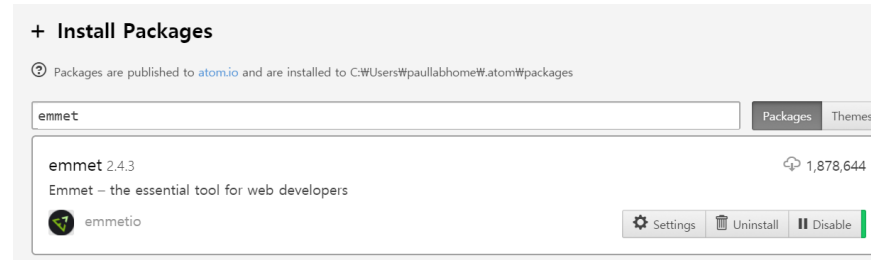 + Install Packages
Packages are published to atom.io and are installed to C:₩Users₩paullabhome₩.atom₩packages
emmet
Packages Themes
emmet 2.4.3 1,878,644
Emmet – the essential tool for web developers
emmetio
Settings Uninstall Disable